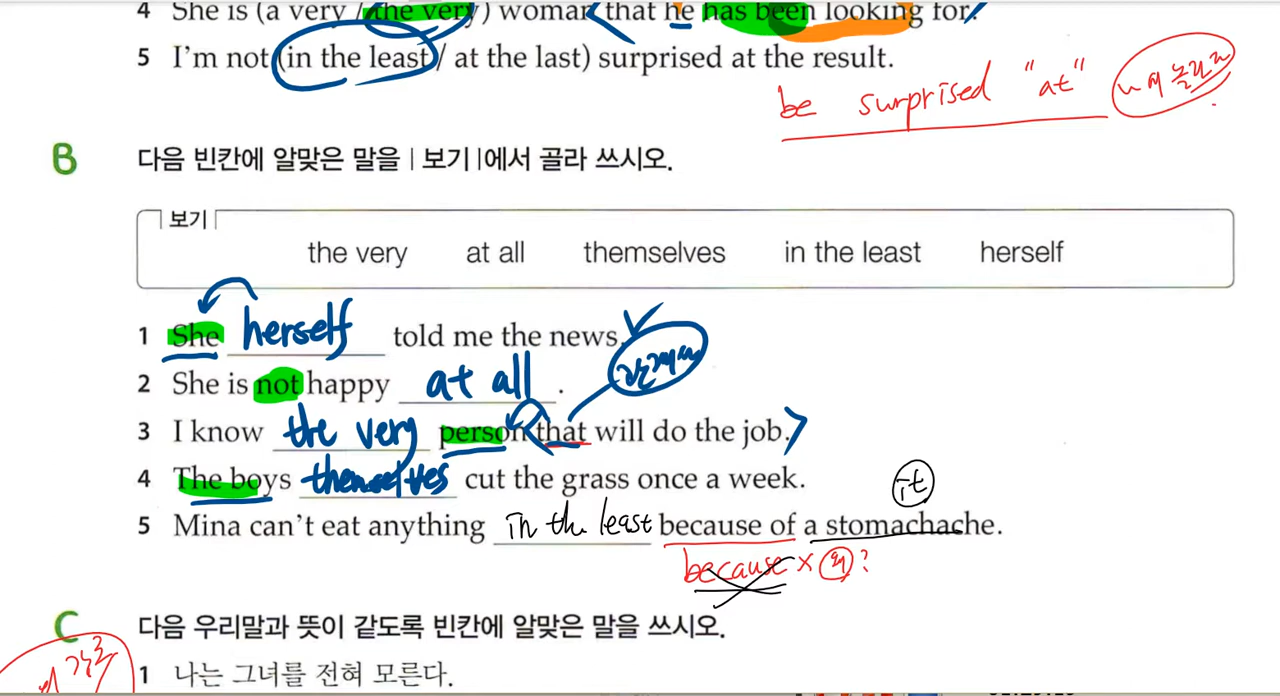 4 She is (a very / the very) woman that he has been looking for.
5 I'm not (in the least / at the last) surprised at the result.
be surprised "at" ~에 놀라다
B 다음 빈칸에 알맞은 말을 | 보기 |에서 골라 쓰시오.
| 보기 |
the very at all themselves in the least herself
1 She herself told me the news.
2 She is not happy at all.
3 I know the very person that will do the job.
4 The boys themselves cut the grass once a week.
it
5 Mina can't eat anything in the least because of a stomachache.
because × 왜?
C 다음 우리말과 뜻이 같도록 빈칸에 알맞은 말을 쓰시오.
1 나는 그녀를 전혀 모른다.